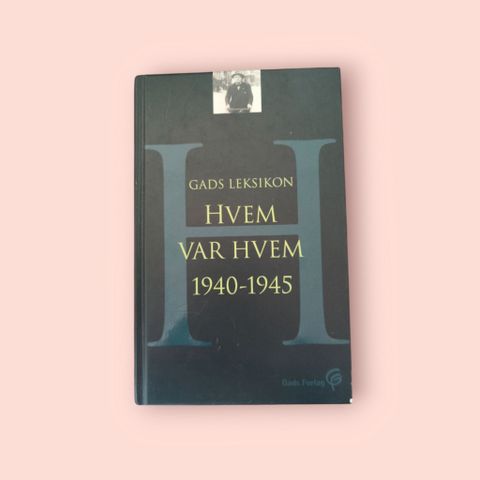 GADS LEKSIKON
HVEM
VAR HVEM
1940-1945
H
Gads Forlag